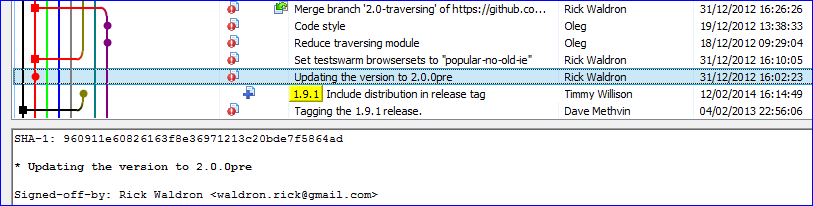 Merge branch '2.0-traversing' of https://github.co... Rick Waldron 31/12/2012 16:26:26
Code style Oleg 19/12/2012 13:38:33
Reduce traversing module Oleg 18/12/2012 09:29:04
Set testswarm browsersets to "popular-no-old-ie" Rick Waldron 31/12/2012 16:10:05
Updating the version to 2.0.0pre Rick Waldron 31/12/2012 16:02:23
1.9.1 Include distribution in release tag Timmy Willison 12/02/2014 16:14:49
Tagging the 1.9.1 release. Dave Methvin 04/02/2013 22:56:06
SHA-1: 960911e60826163f8e36971213c20bde7f5864ad
* Updating the version to 2.0.0pre
Signed-off-by: Rick Waldron <waldron.rick@gmail.com>